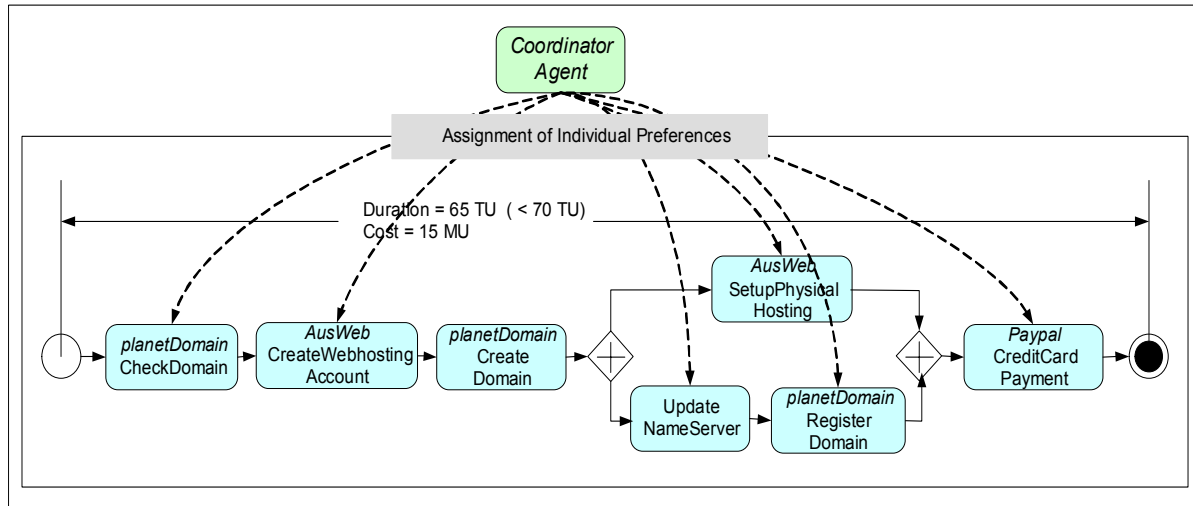 Coordinator
Agent
Assignment of Individual Preferences
Duration = 65 TU ( < 70 TU)
Cost = 15 MU
AusWeb
SetupPhysical
Hosting
planetDomain
CheckDomain
AusWeb
CreateWebhosting
Account
planetDomain
Create
Domain
Update
NameServer
planetDomain
Register
Domain
Paypal
CreditCard
Payment